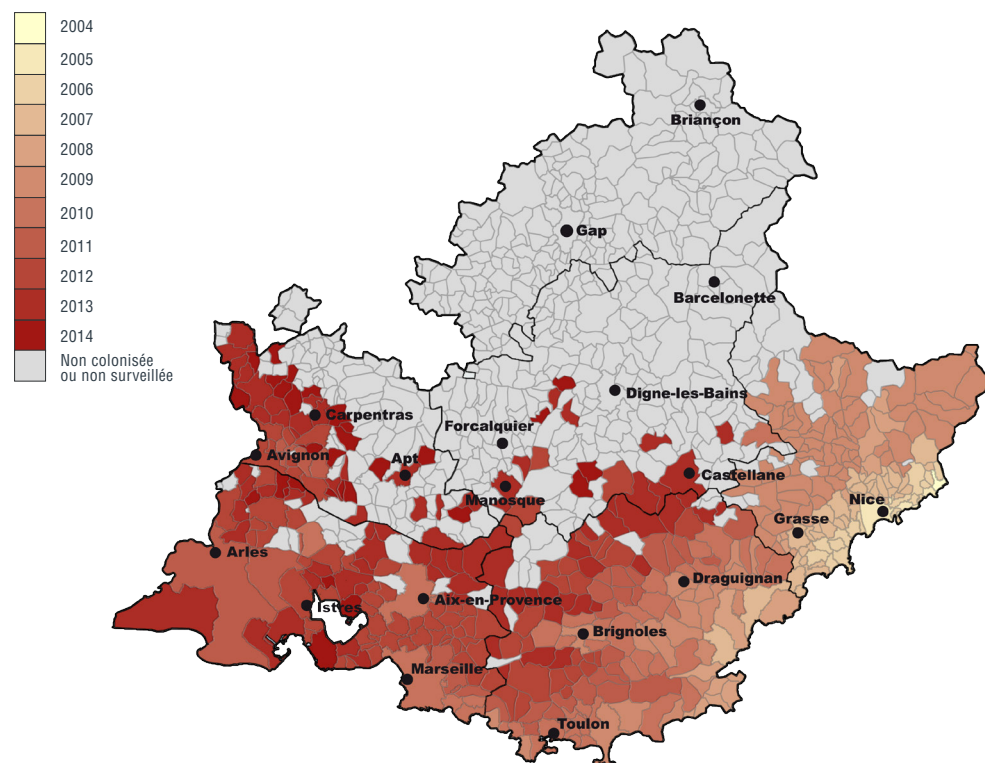 2004
2005
2006
2007
2008
2009
2010
2011
2012
2013
2014
Non colonisée
ou non surveillée
Briançon
Gap
Barcelonette
Digne-les-Bains
Carpentras
Forcalquier
Avignon
Apt
Castellane
Manosque
Nice
Grasse
Arles
Draguignan
Istres
Aix-en-Provence
Brignoles
Marseille
Toulon